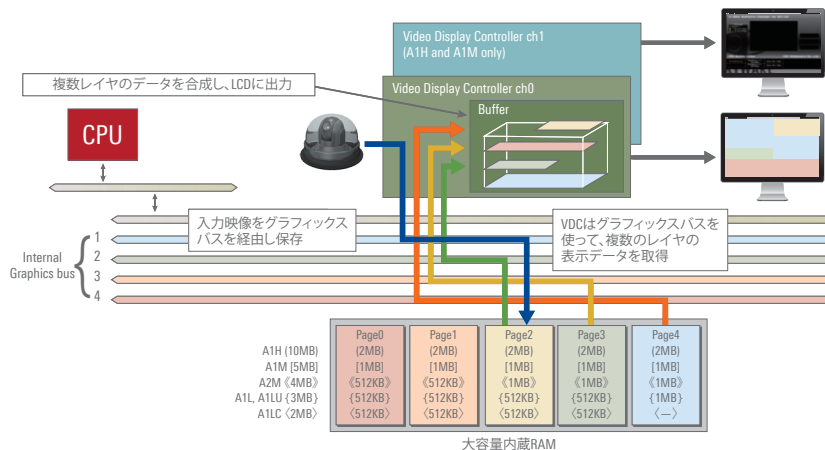 Video Display Controller ch1
(A1H and A1M only)
複数レイヤのデータを合成し、LCDに出力
Video Display Controller ch0
Buffer
CPU
入力映像をグラフィックス
バスを経由し保存
VDCはグラフィックスバスを
使って、複数のレイヤの
表示データを取得
Internal
Graphics bus
1
2
3
4
Page0 Page1 Page2 Page3 Page4
A1H (10MB) (2MB) (2MB) (2MB) (2MB) (2MB)
A1M [5MB] [1MB] [1MB] [1MB] [1MB] [1MB]
A2M 《4MB》 《512KB》 《512KB》 《1MB》 《1MB》 《1MB》
A1L, A1LU {3MB} {512KB} {512KB} {512KB} {512KB} {1MB}
A1LC 〈2MB〉 〈512KB〉 〈512KB〉 〈512KB〉 〈512KB〉 〈—〉
大容量内蔵RAM